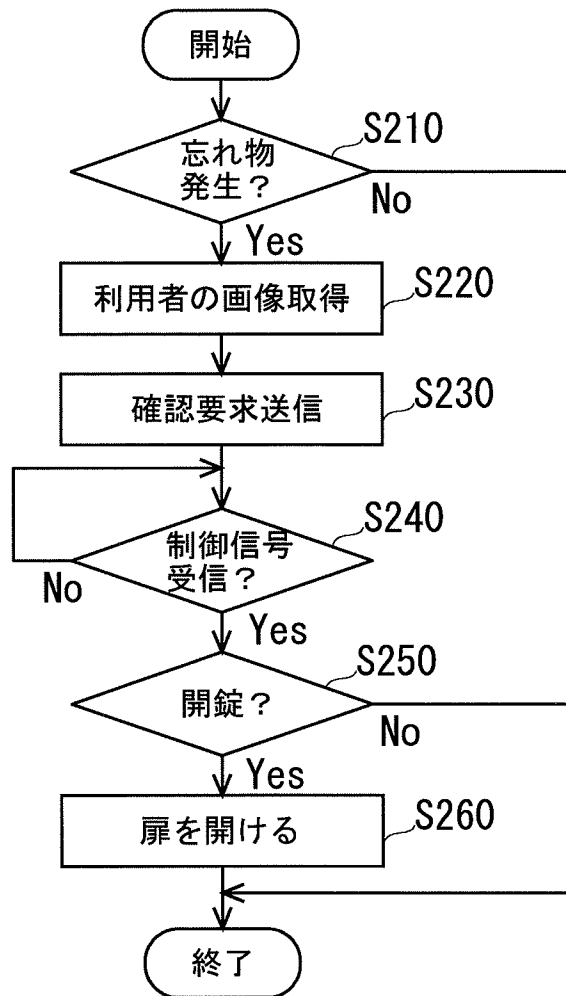 開始
S210
忘れ物
発生？
No
Yes
S220
利用者の画像取得
S230
確認要求送信
S240
制御信号
受信？
No
Yes
S250
開錠？
No
Yes
S260
扉を開ける
終了